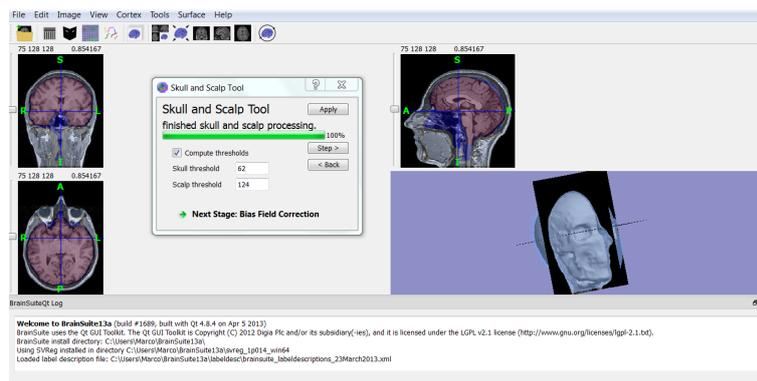 File Edit Image View Cortex Tools Surface Help
75 128 128 0.854167
S
R
L
I
75 128 128 0.854167
A
R
L
P
Skull and Scalp Tool
Skull and Scalp Tool
Apply
finished skull and scalp processing.
100%
Compute thresholds
Step >
Skull threshold 62
< Back
Scalp threshold 124
Next Stage: Bias Field Correction
75 128 128 0.854167
S
A
P
I
BrainSuiteQt Log
Welcome to BrainSuite13a (build #1689, built with Qt 4.8.4 on Apr 5 2013)
BrainSuite uses the Qt GUI Toolkit. The Qt GUI Toolkit is Copyright (C) 2012 Digia Plc and/or its subsidiary(-ies), and it is licensed under the LGPL v2.1 license (http://www.gnu.org/licenses/lgpl-2.1.txt).
BrainSuite install directory: C:\Users\Marco\BrainSuite13a\
Using SVReg installed in directory C:\Users\Marco\BrainSuite13a\svreg_1p014_win64
Loaded label description file: C:\Users\Marco\BrainSuite13a\labeldesc\brainsuite_labeldescriptions_23March2013.xml